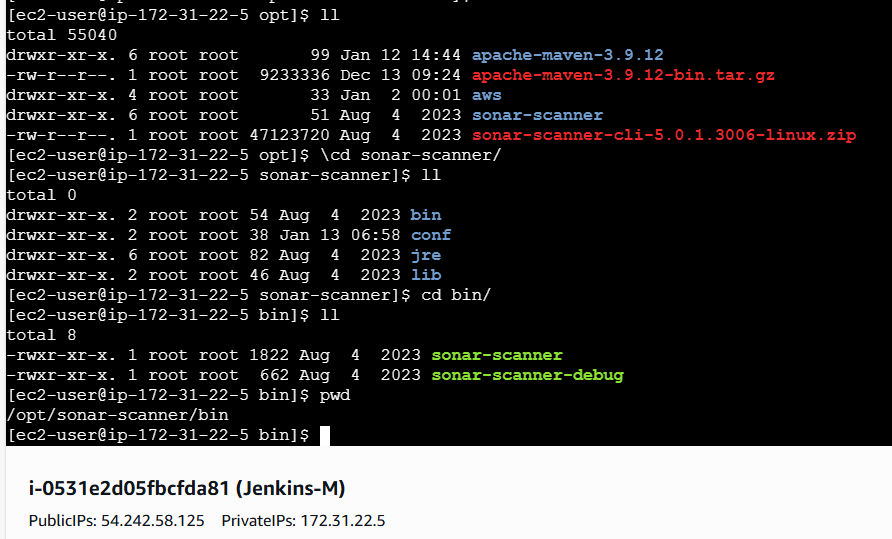 [ec2-user@ip-172-31-22-5 opt]$ ll
total 55040
drwxr-xr-x. 6 root root       99 Jan 12 14:44 apache-maven-3.9.12
-rw-r--r--. 1 root root  9233336 Dec 13 09:24 apache-maven-3.9.12-bin.tar.gz
drwxr-xr-x. 4 root root       33 Jan  2 00:01 aws
drwxr-xr-x. 6 root root       51 Aug  4  2023 sonar-scanner
-rw-r--r--. 1 root root 47123720 Aug  4  2023 sonar-scanner-cli-5.0.1.3006-linux.zip
[ec2-user@ip-172-31-22-5 opt]$ \cd sonar-scanner/
[ec2-user@ip-172-31-22-5 sonar-scanner]$ ll
total 0
drwxr-xr-x. 2 root root 54 Aug  4  2023 bin
drwxr-xr-x. 2 root root 38 Jan 13 06:58 conf
drwxr-xr-x. 6 root root 82 Aug  4  2023 jre
drwxr-xr-x. 2 root root 46 Aug  4  2023 lib
[ec2-user@ip-172-31-22-5 sonar-scanner]$ cd bin/
[ec2-user@ip-172-31-22-5 bin]$ ll
total 8
-rwxr-xr-x. 1 root root 1822 Aug  4  2023 sonar-scanner
-rwxr-xr-x. 1 root root  662 Aug  4  2023 sonar-scanner-debug
[ec2-user@ip-172-31-22-5 bin]$ pwd
/opt/sonar-scanner/bin
[ec2-user@ip-172-31-22-5 bin]$
i-0531e2d05fbcfda81 (Jenkins-M)
PublicIPs: 54.242.58.125    PrivateIPs: 172.31.22.5